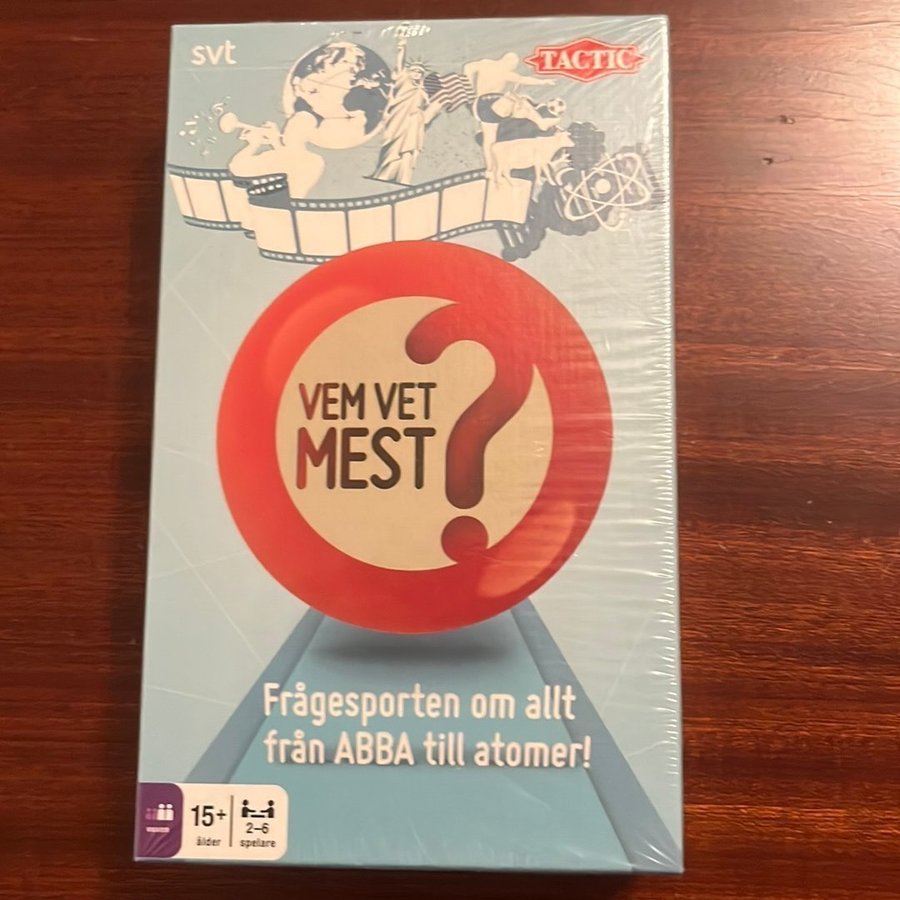 svt
TACTIC
VEM VET
MEST?
Frågesporten om allt
från ABBA till atomer!
15+
ålder
2–6
spelare